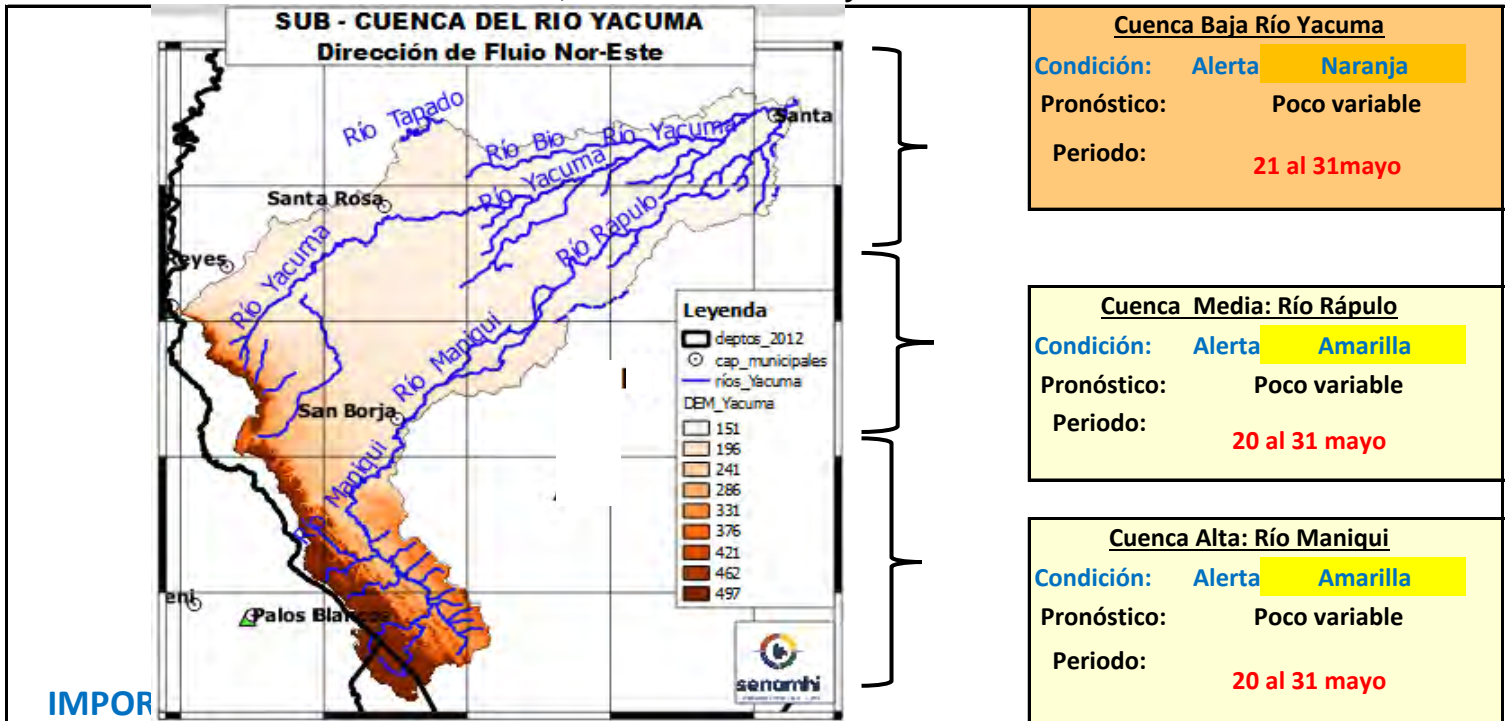 SUB - CUENCA DEL RIO YACUMA
Dirección de Fluio Nor-Este
Río Tapado
Río Bio
Río Yacuma
Santa
Río Yacuma
Santa Rosa
Río Rápulo
Reyes
Río Yacuma
Río Maniqui
San Borja
Río Maniqui
eni
Palos Blancos
Leyenda
deptos_2012
cap_municipales
ríos_Yacuma
DEM_Yacuma
151
196
241
286
331
376
421
462
497
senamhi
IMPOR
Cuenca Baja Río Yacuma
Condición: Alerta Naranja
Pronóstico: Poco variable
Periodo: 21 al 31mayo
Cuenca Media: Río Rápulo
Condición: Alerta Amarilla
Pronóstico: Poco variable
Periodo: 20 al 31 mayo
Cuenca Alta: Río Maniqui
Condición: Alerta Amarilla
Pronóstico: Poco variable
Periodo: 20 al 31 mayo